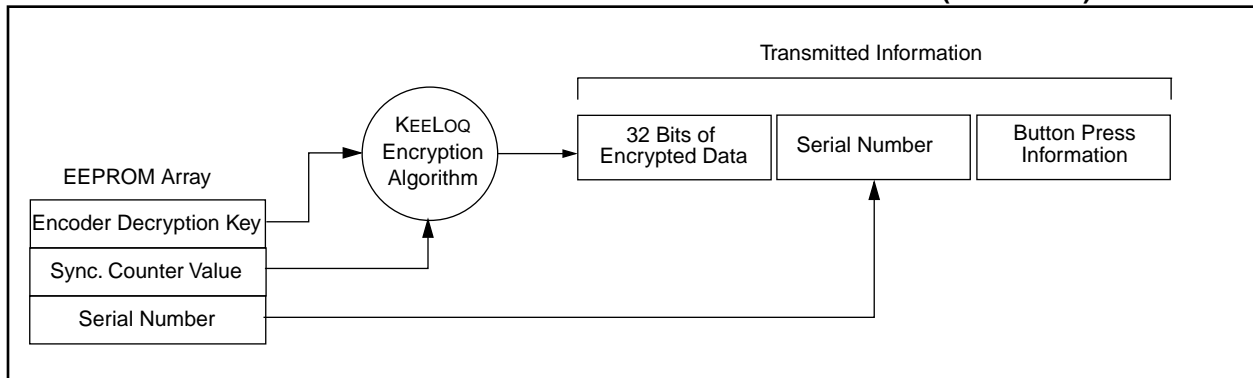 Transmitted Information
KEELOQ
Encryption
Algorithm
32 Bits of
Encrypted Data
Serial Number
Button Press
Information
EEPROM Array
Encoder Decryption Key
Sync. Counter Value
Serial Number